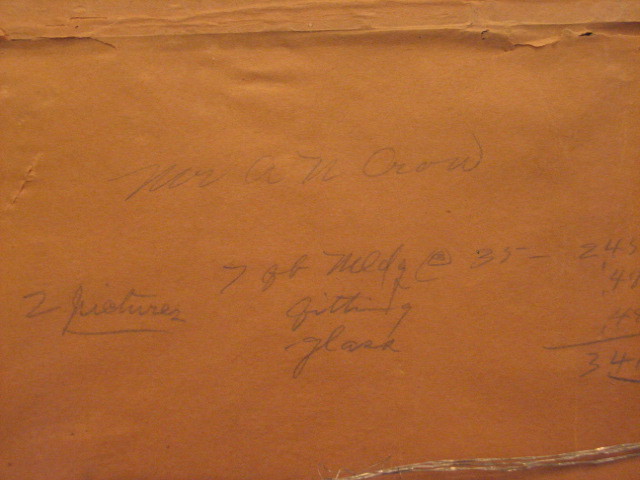 Mr A N Crow
7 ft Mldg @ 35 — 245
2 pictures
fitting
glass